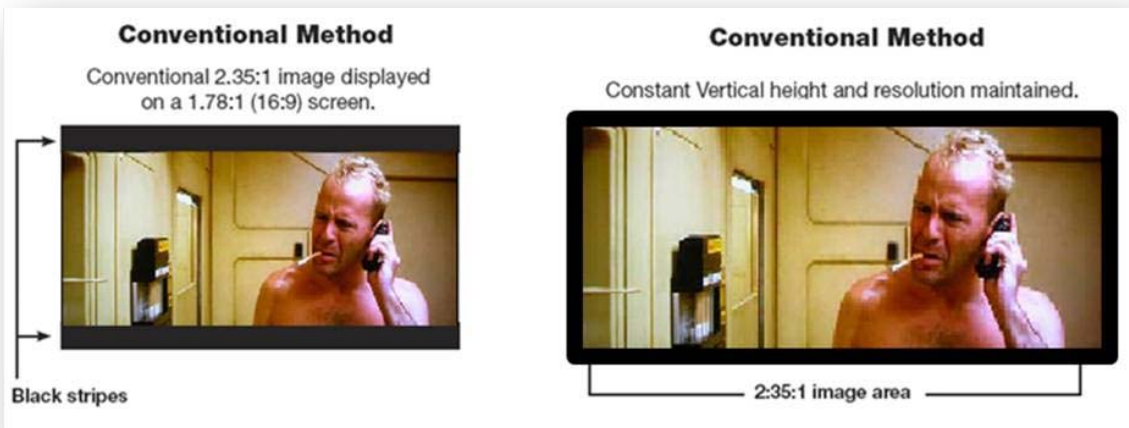 Conventional Method
Conventional 2.35:1 image displayed
on a 1.78:1 (16:9) screen.
Black stripes
Conventional Method
Constant Vertical height and resolution maintained.
2:35:1 image area